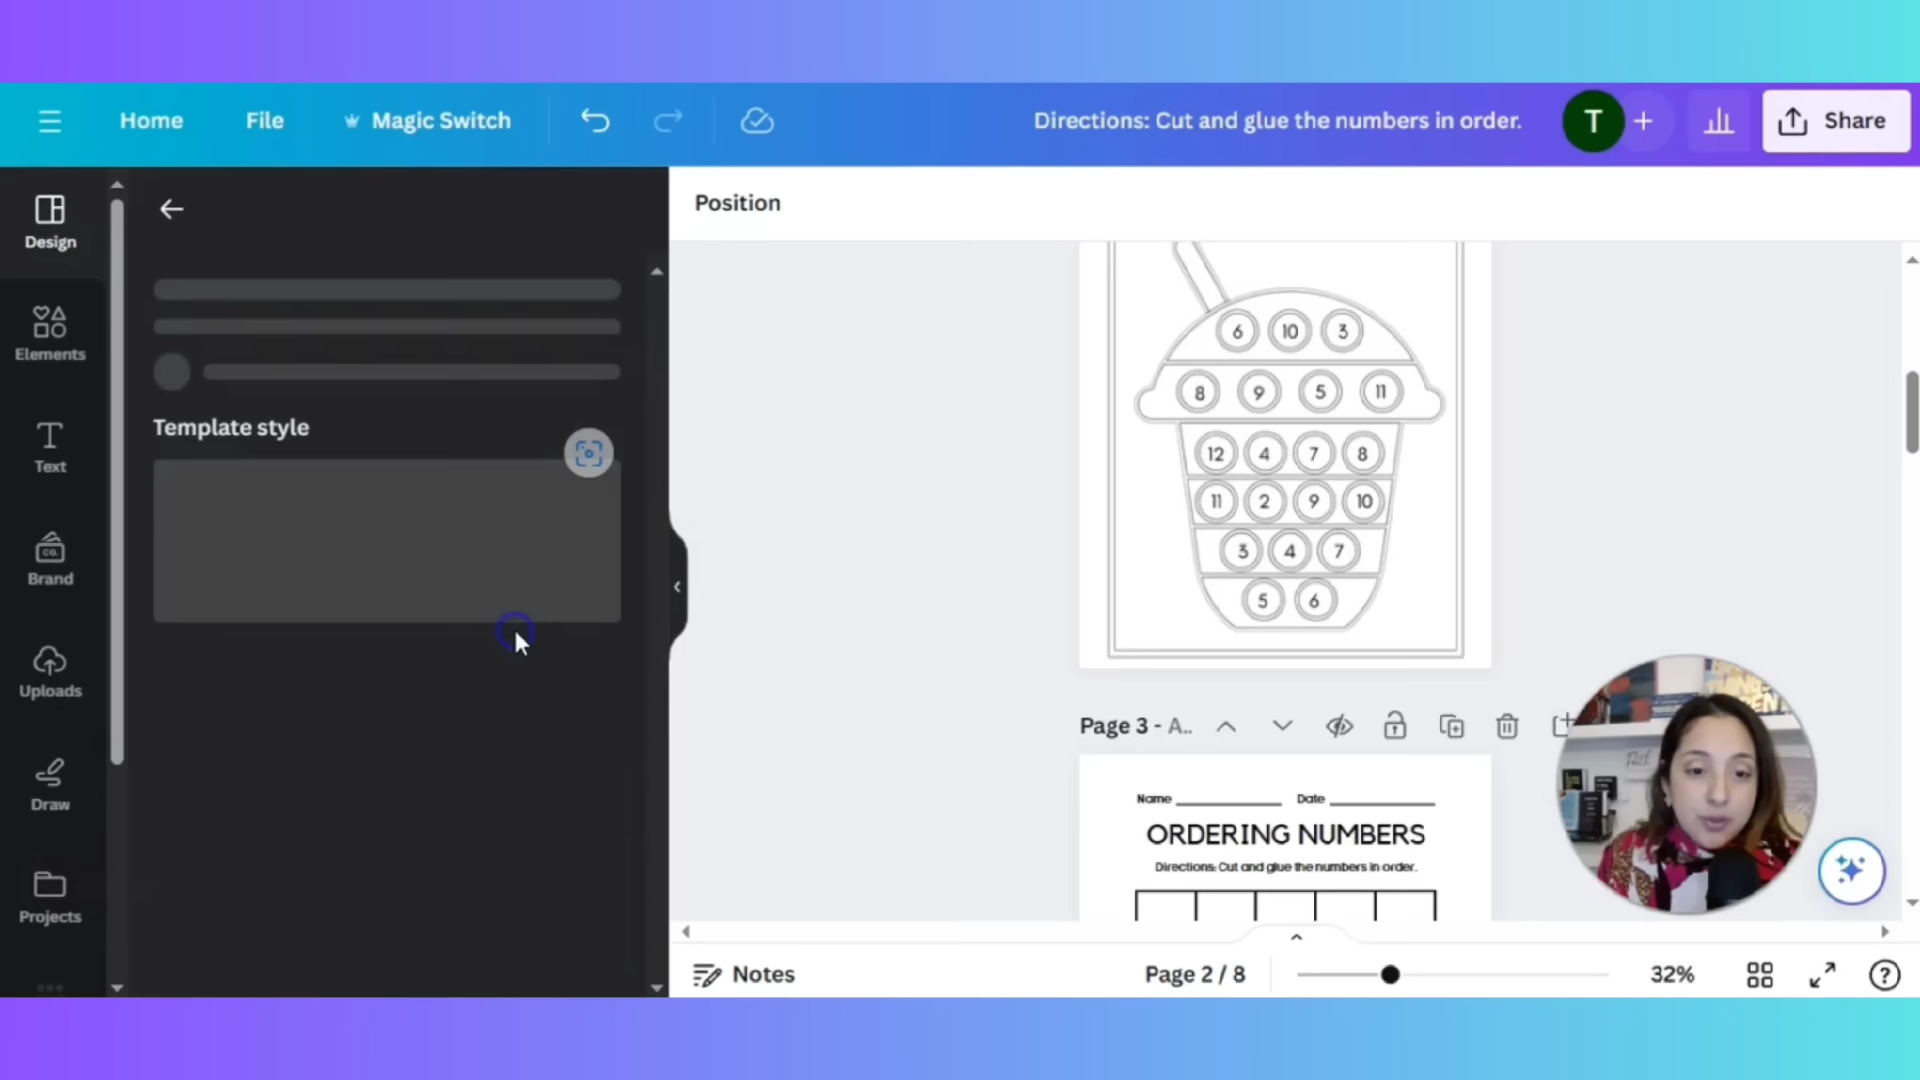 Home File Magic Switch Directions: Cut and glue the numbers in order. T + Share
Design
Elements
Text
CO.
Brand
Uploads
Draw
Projects
Template style
Position
6 10 3
8 9 5 11
12 4 7 8
11 2 9 10
3 4 7
5 6
Page 3 - A..
Name Date
ORDERING NUMBERS
Directions: Cut and glue the numbers in order.
Notes Page 2 / 8 32% ?